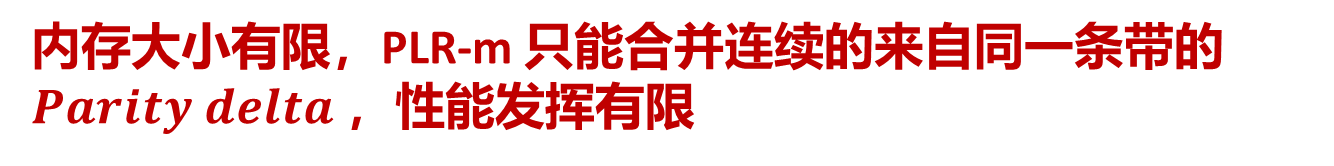 内存大小有限，PLR-m 只能合并连续的来自同一条带的
Parity delta ，性能发挥有限